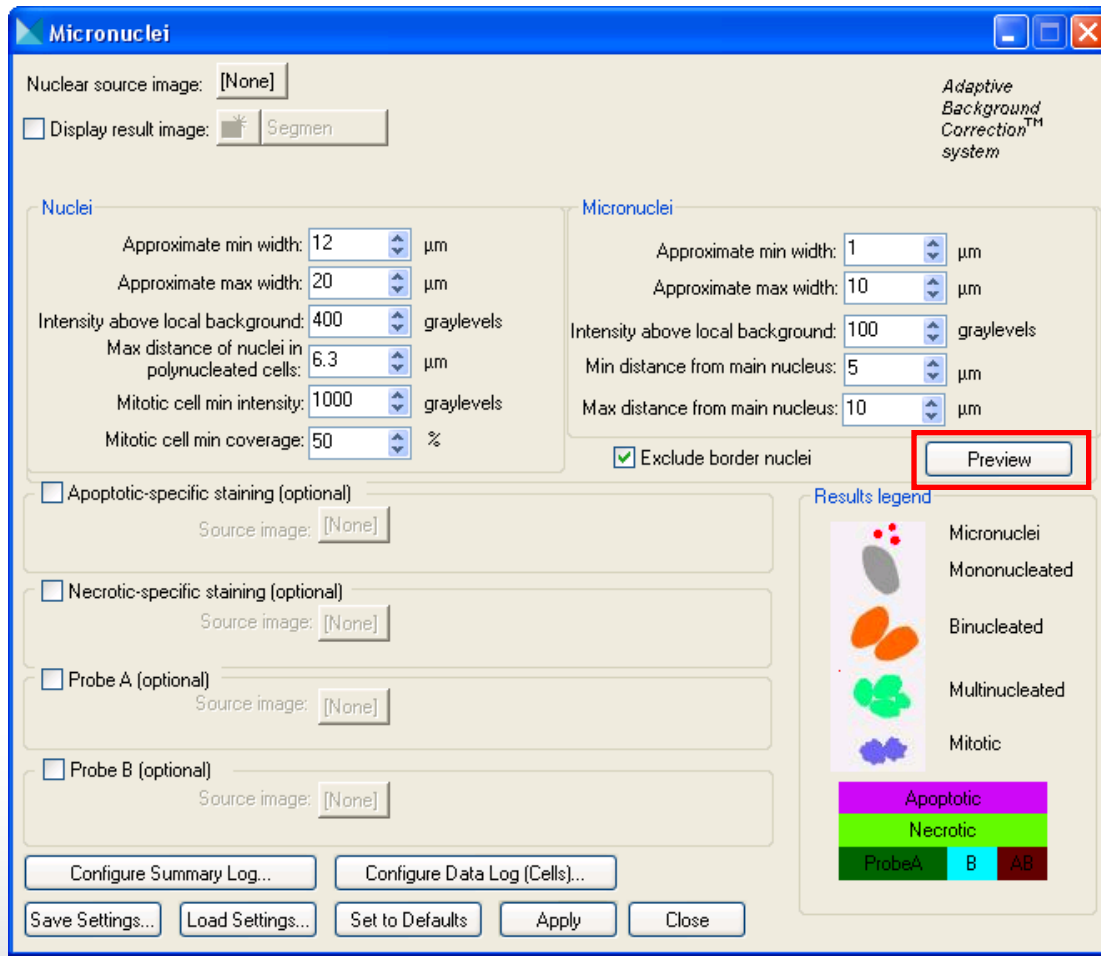 Micronuclei
Nuclear source image: [None]
Display result image: Segmen
Adaptive
Background
Correction™
system
Nuclei
Approximate min width: 12 µm
Approximate max width: 20 µm
Intensity above local background: 400 graylevels
Max distance of nuclei in
polynucleated cells: 6.3 µm
Mitotic cell min intensity: 1000 graylevels
Mitotic cell min coverage: 50 %
Micronuclei
Approximate min width: 1 µm
Approximate max width: 10 µm
Intensity above local background: 100 graylevels
Min distance from main nucleus: 5 µm
Max distance from main nucleus: 10 µm
Exclude border nuclei
Preview
Apoptotic-specific staining (optional)
Source image: [None]
Necrotic-specific staining (optional)
Source image: [None]
Probe A (optional)
Source image: [None]
Probe B (optional)
Source image: [None]
Results legend
Micronuclei
Mononucleated
Binucleated
Multinucleated
Mitotic
Apoptotic
Necrotic
ProbeA B AB
Configure Summary Log... Configure Data Log (Cells)...
Save Settings... Load Settings... Set to Defaults Apply Close